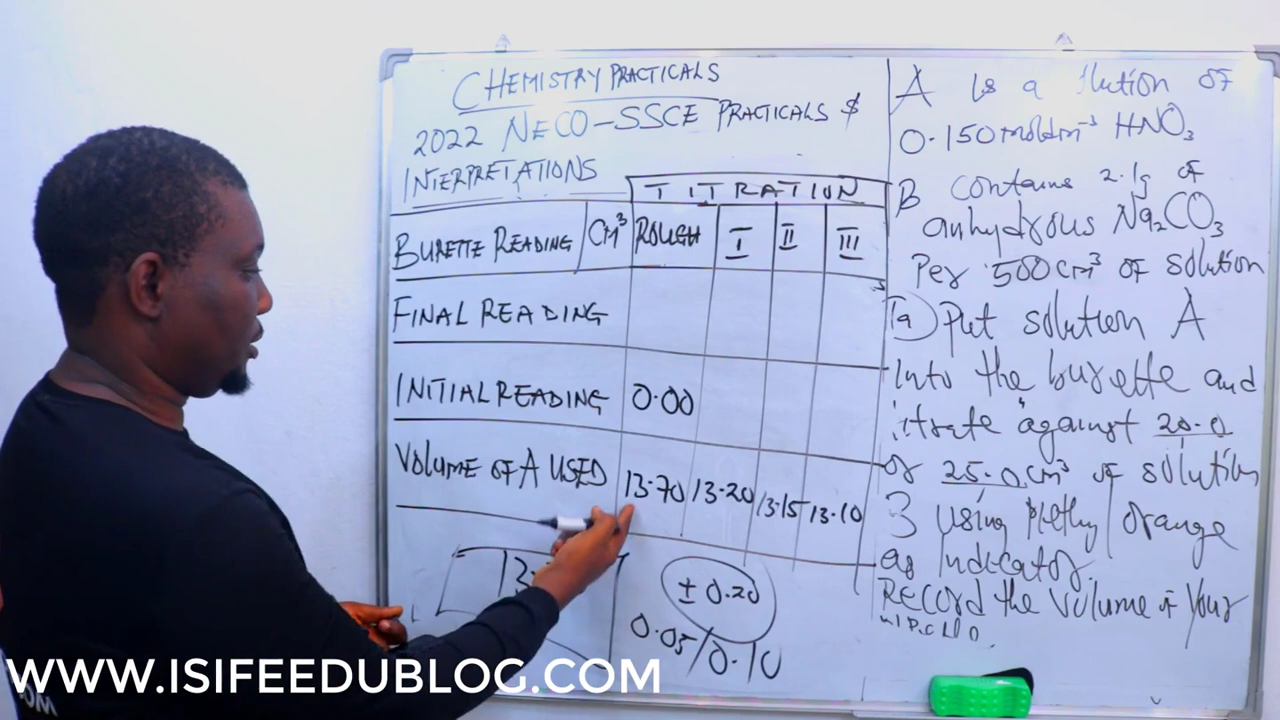 CHEMISTRY PRACTICALS
2022 NECO-SSCE PRACTICALS $
INTERPRETATIONS
TITRATION
BURETTE READING CM³ ROUGH I II III
FINAL READING
INITIAL READING 0.00
VOLUME OF A USED 13.70 13.20 13.15 13.10
± 0.20
0.05/0.10
A is a lution of
0.150moldm⁻³ HNO₃
B contains 2.1g of
anhydrous Na₂CO₃
Per 500cm³ of solution
1a) Put solution A
Into the burette and
titrate against 20.0
or 25.0cm³ of solution
B using orange
as Indicator.
Record the volume of your
WWW.ISIFEEDUBLOG.COM
OM